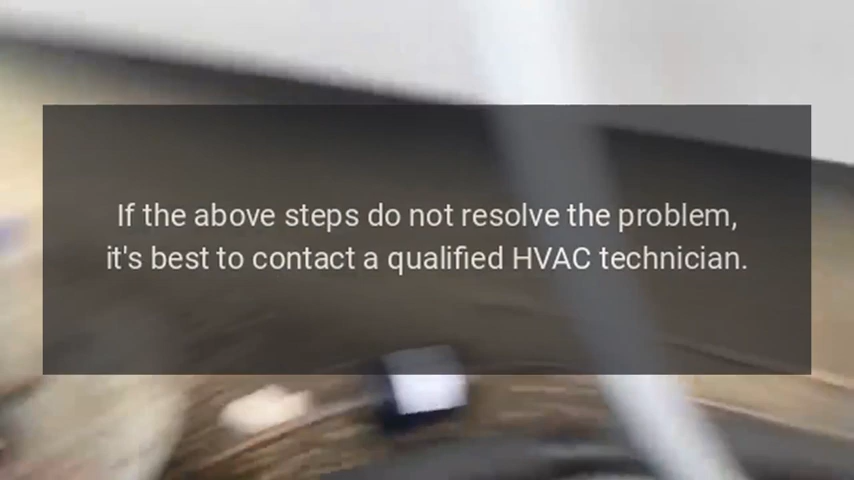 If the above steps do not resolve the problem,
it's best to contact a qualified HVAC technician.